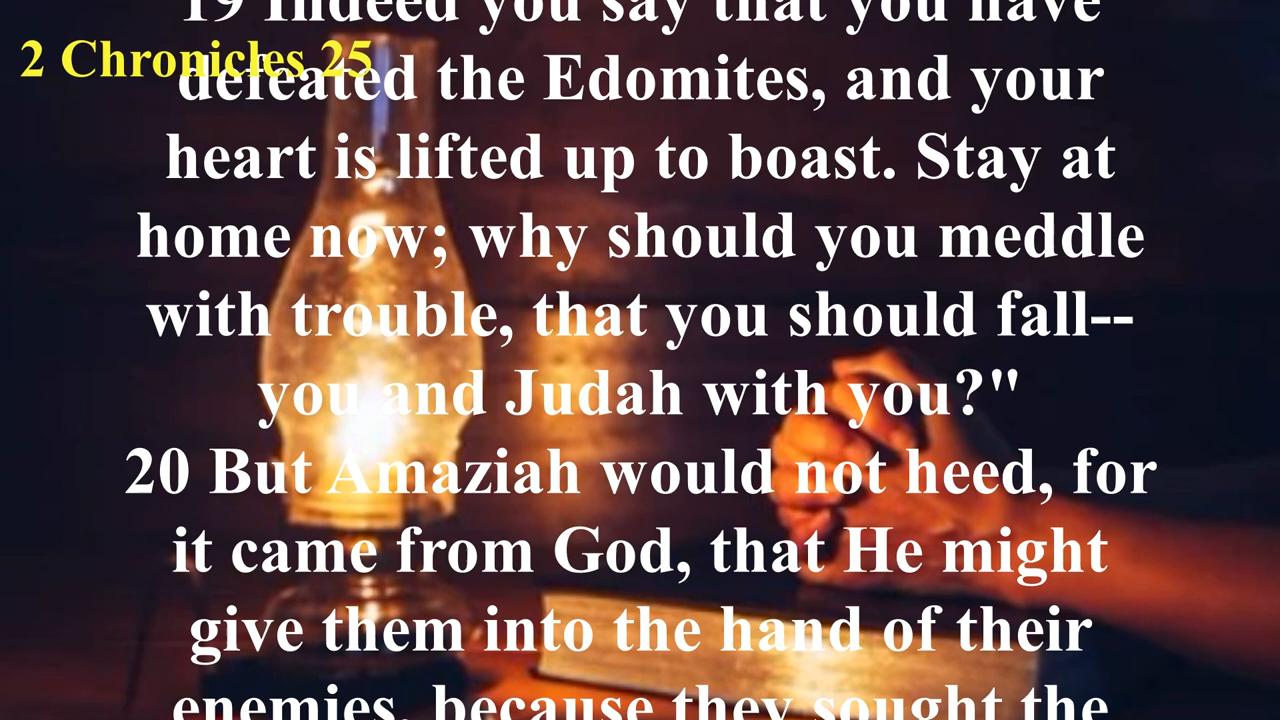 19 Indeed you say that you have
2 Chronicles 25
defeated the Edomites, and your
heart is lifted up to boast. Stay at
home now; why should you meddle
with trouble, that you should fall--
you and Judah with you?"
20 But Amaziah would not heed, for
it came from God, that He might
give them into the hand of their
enemies, because they sought the